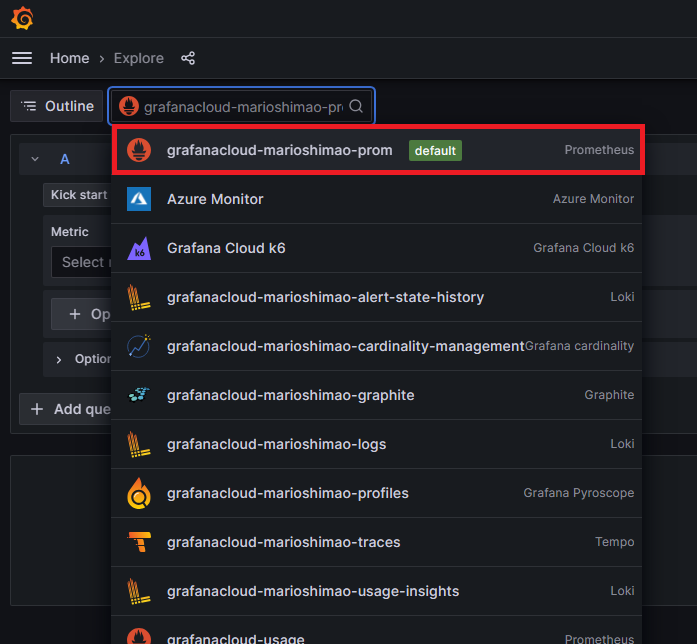 Home › Explore
Outline
grafanacloud-marioshimao-pr
grafanacloud-marioshimao-prom default Prometheus
A
Azure Monitor Azure Monitor
Kick start
Metric
Select
k6 Grafana Cloud k6 Grafana Cloud k6
grafanacloud-marioshimao-alert-state-history Loki
+ Op
grafanacloud-marioshimao-cardinality-management Grafana cardinality
› Option
grafanacloud-marioshimao-graphite Graphite
+ Add que
grafanacloud-marioshimao-logs Loki
grafanacloud-marioshimao-profiles Grafana Pyroscope
grafanacloud-marioshimao-traces Tempo
grafanacloud-marioshimao-usage-insights Loki
grafanacloud-usage Prometheus